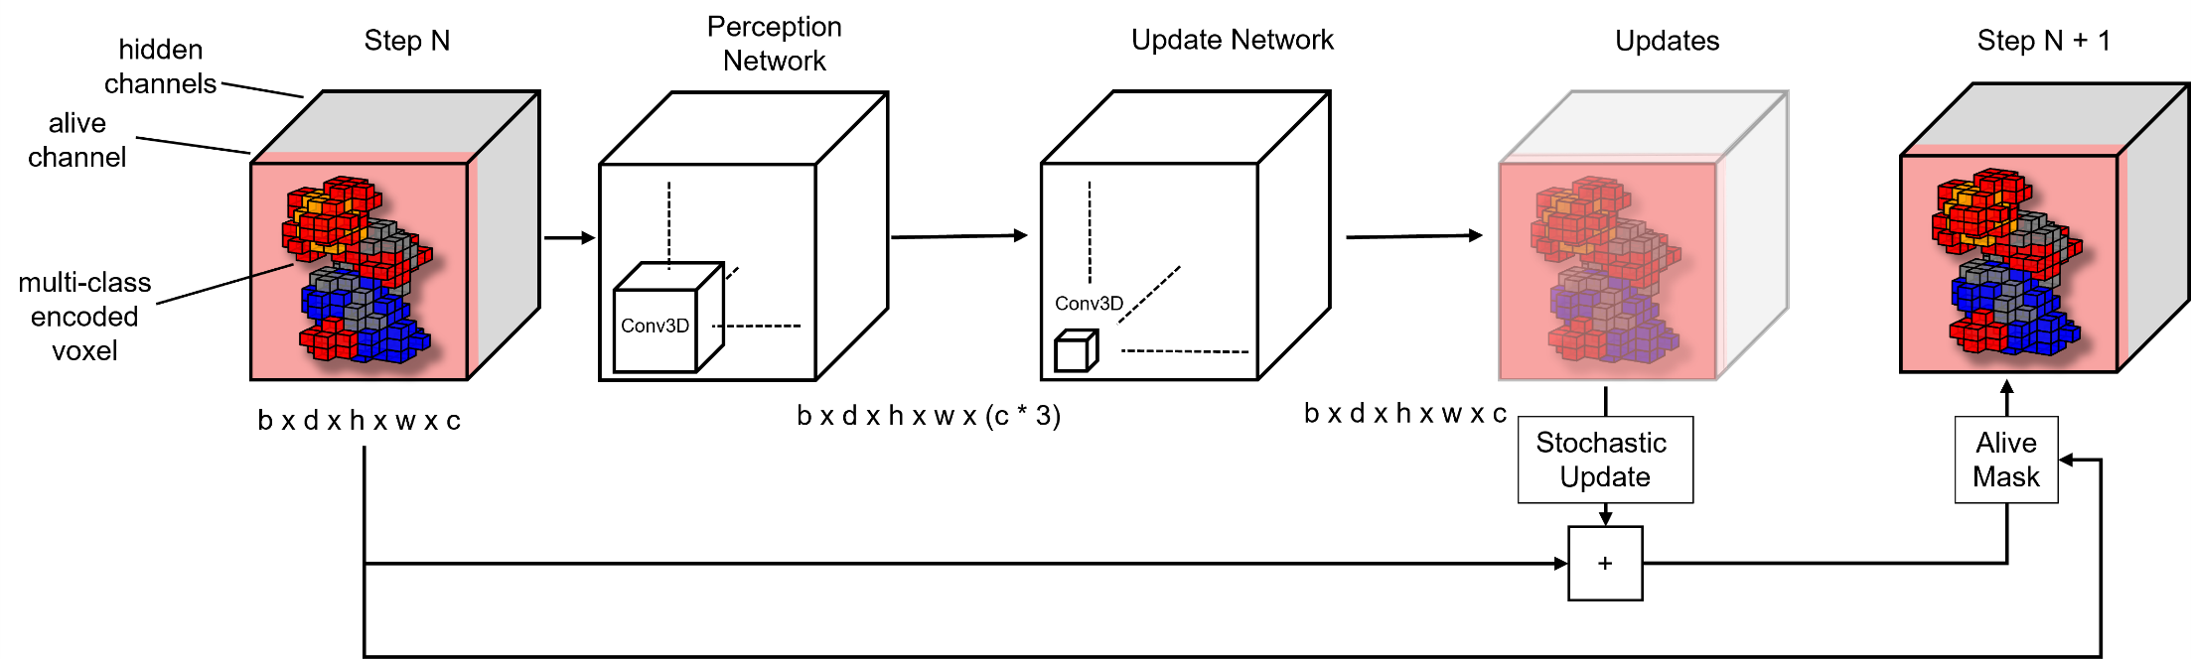 hidden
channels
alive
channel
multi-class
encoded
voxel
Step N
b x d x h x w x c
Perception
Network
Conv3D
b x d x h x w x (c * 3)
Update Network
Conv3D
b x d x h x w x c
Updates
Stochastic
Update
+
Step N + 1
Alive
Mask